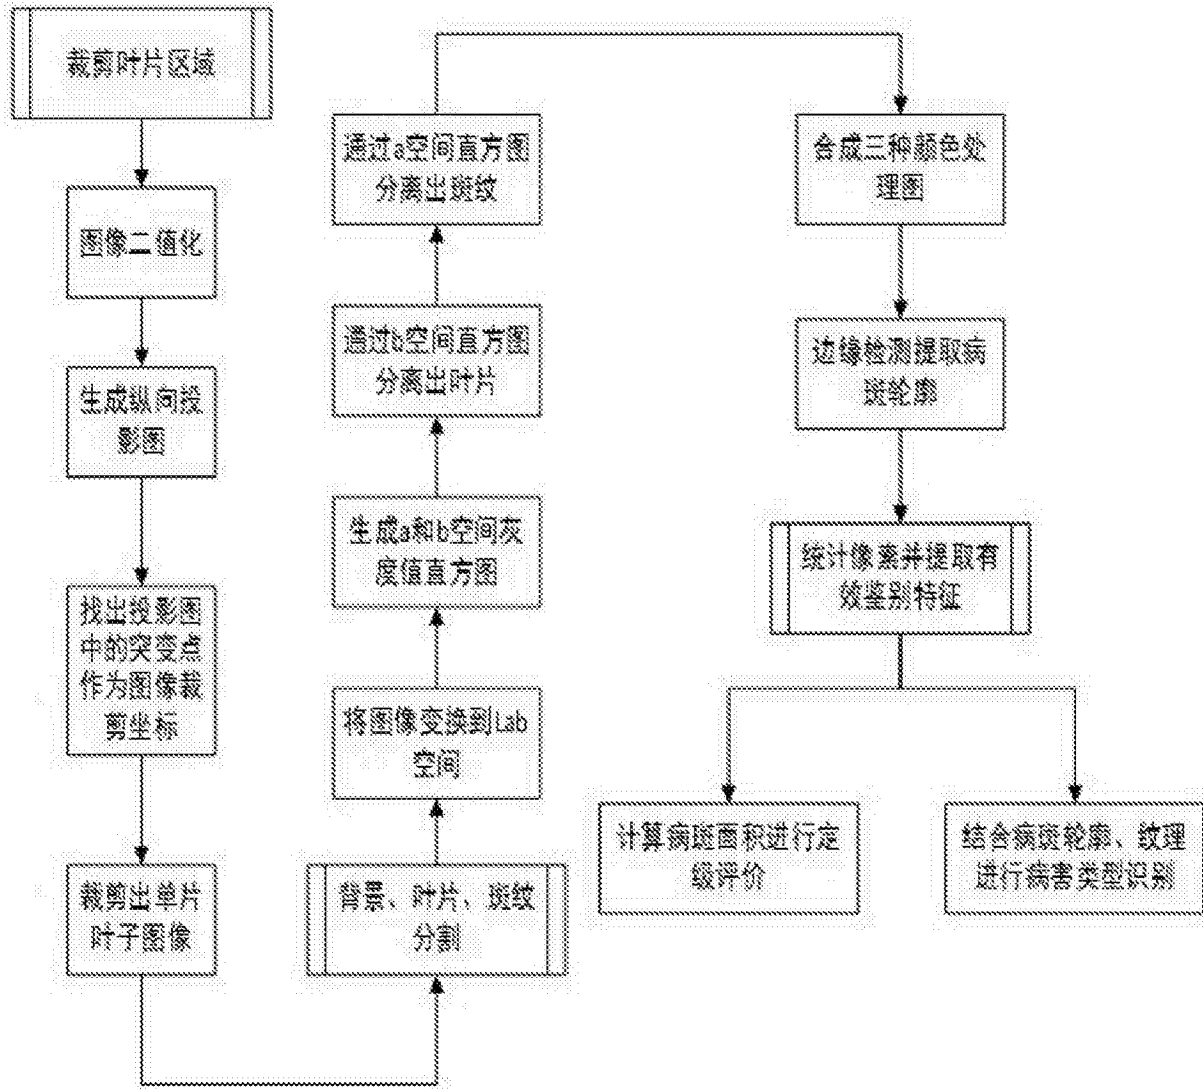 裁剪叶片区域
图像二值化
生成纵向投
影图
找出投影图
中的突变点
作为图像裁
剪坐标
裁剪出单片
叶子图像
背景、叶片、斑纹
分割
将图像变换到Lab
空间
生成a和b空间灰
度值直方图
通过b空间直方图
分离出叶片
通过a空间直方图
分离出斑纹
合成三种颜色处
理图
边缘检测提取病
斑轮廓
统计像素并提取有
效鉴别特征
计算病斑面积进行定
级评价
结合病斑轮廓、纹理
进行病害类型识别